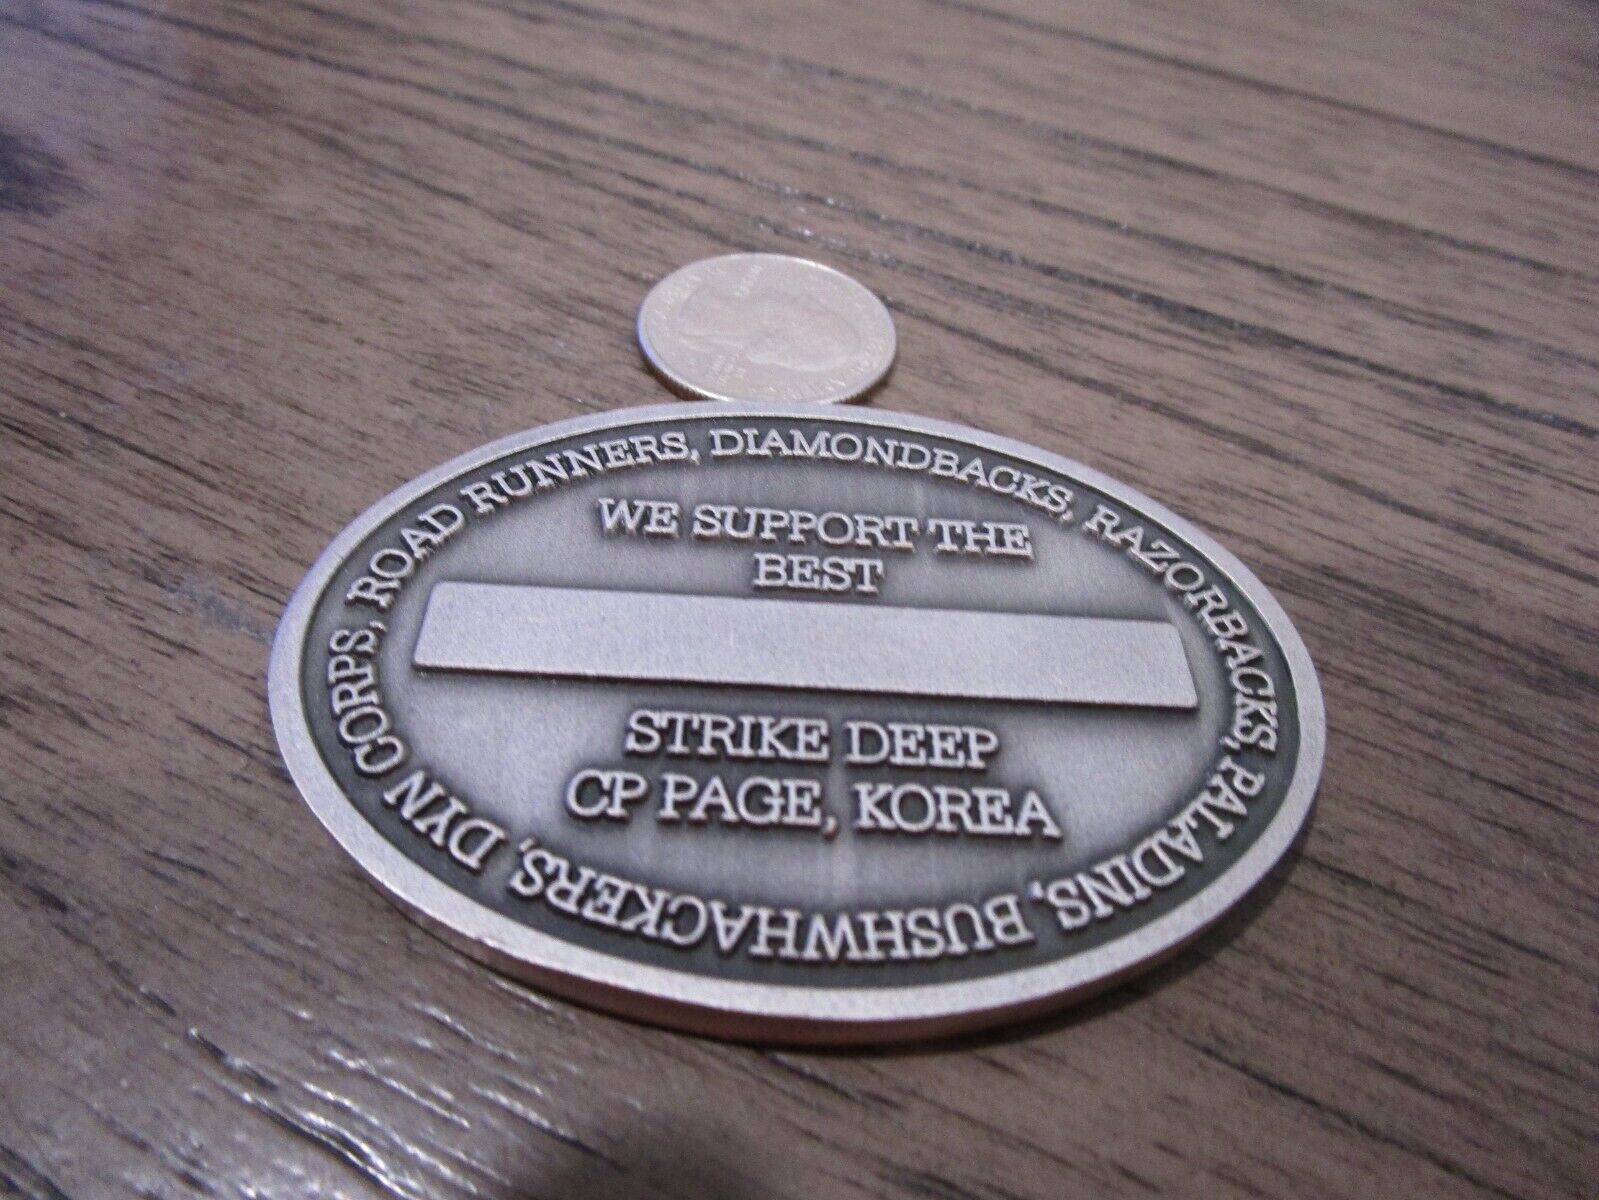 DYN CORPS, ROAD RUNNERS, DIAMONDBACKS, RAZORBACKS, PALADINS, BUSHWHACKERS,
WE SUPPORT THE
BEST
STRIKE DEEP
CP PAGE, KOREA